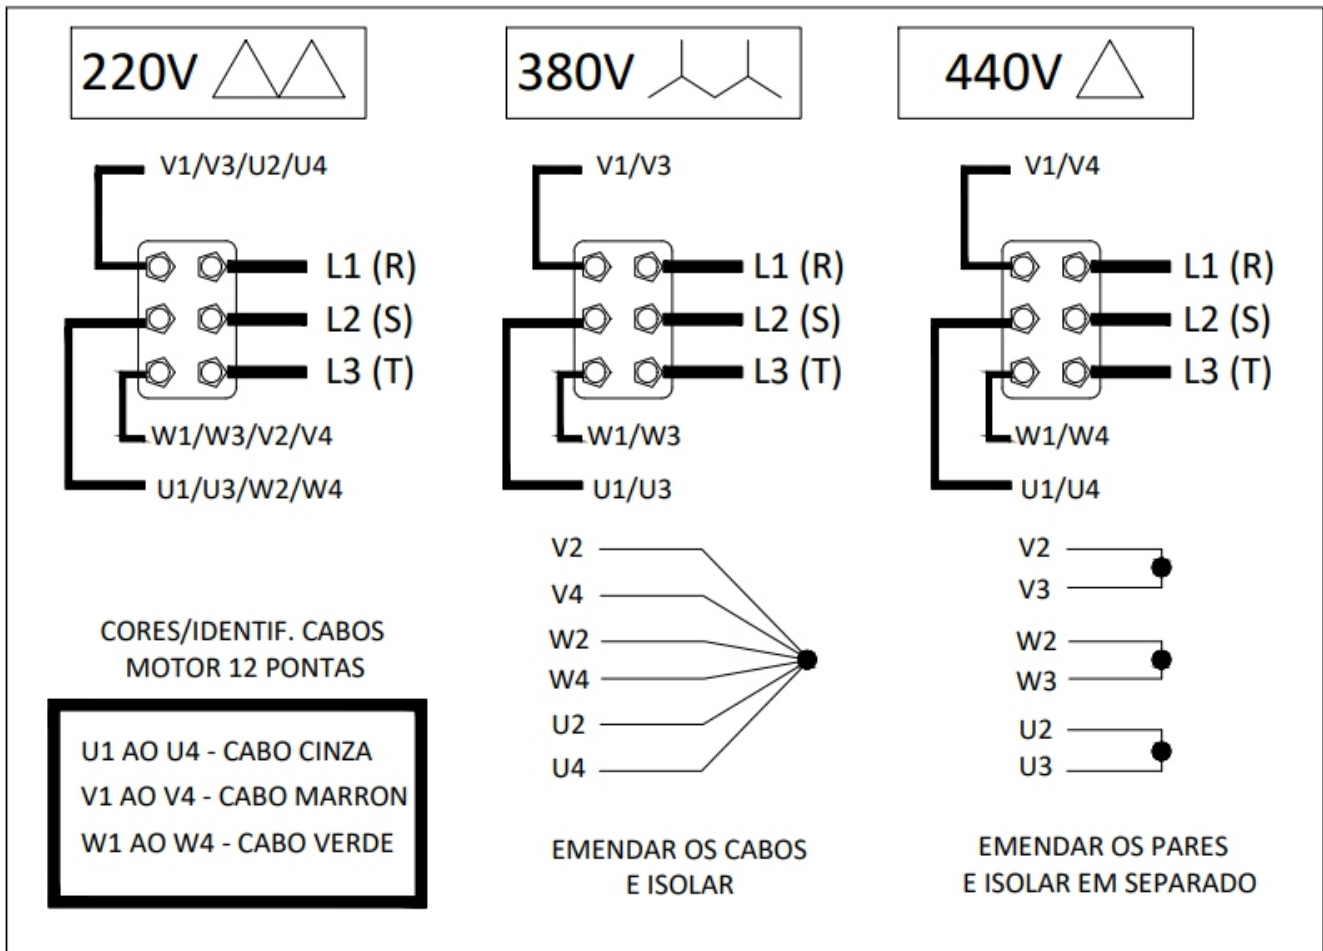 220V
V1/V3/U2/U4
L1 (R)
L2 (S)
L3 (T)
W1/W3/V2/V4
U1/U3/W2/W4
CORES/IDENTIF. CABOS
MOTOR 12 PONTAS
U1 AO U4 - CABO CINZA
V1 AO V4 - CABO MARRON
W1 AO W4 - CABO VERDE
380V
V1/V3
L1 (R)
L2 (S)
L3 (T)
W1/W3
U1/U3
V2
V4
W2
W4
U2
U4
EMENDAR OS CABOS
E ISOLAR
440V
V1/V4
L1 (R)
L2 (S)
L3 (T)
W1/W4
U1/U4
V2
V3
W2
W3
U2
U3
EMENDAR OS PARES
E ISOLAR EM SEPARADO